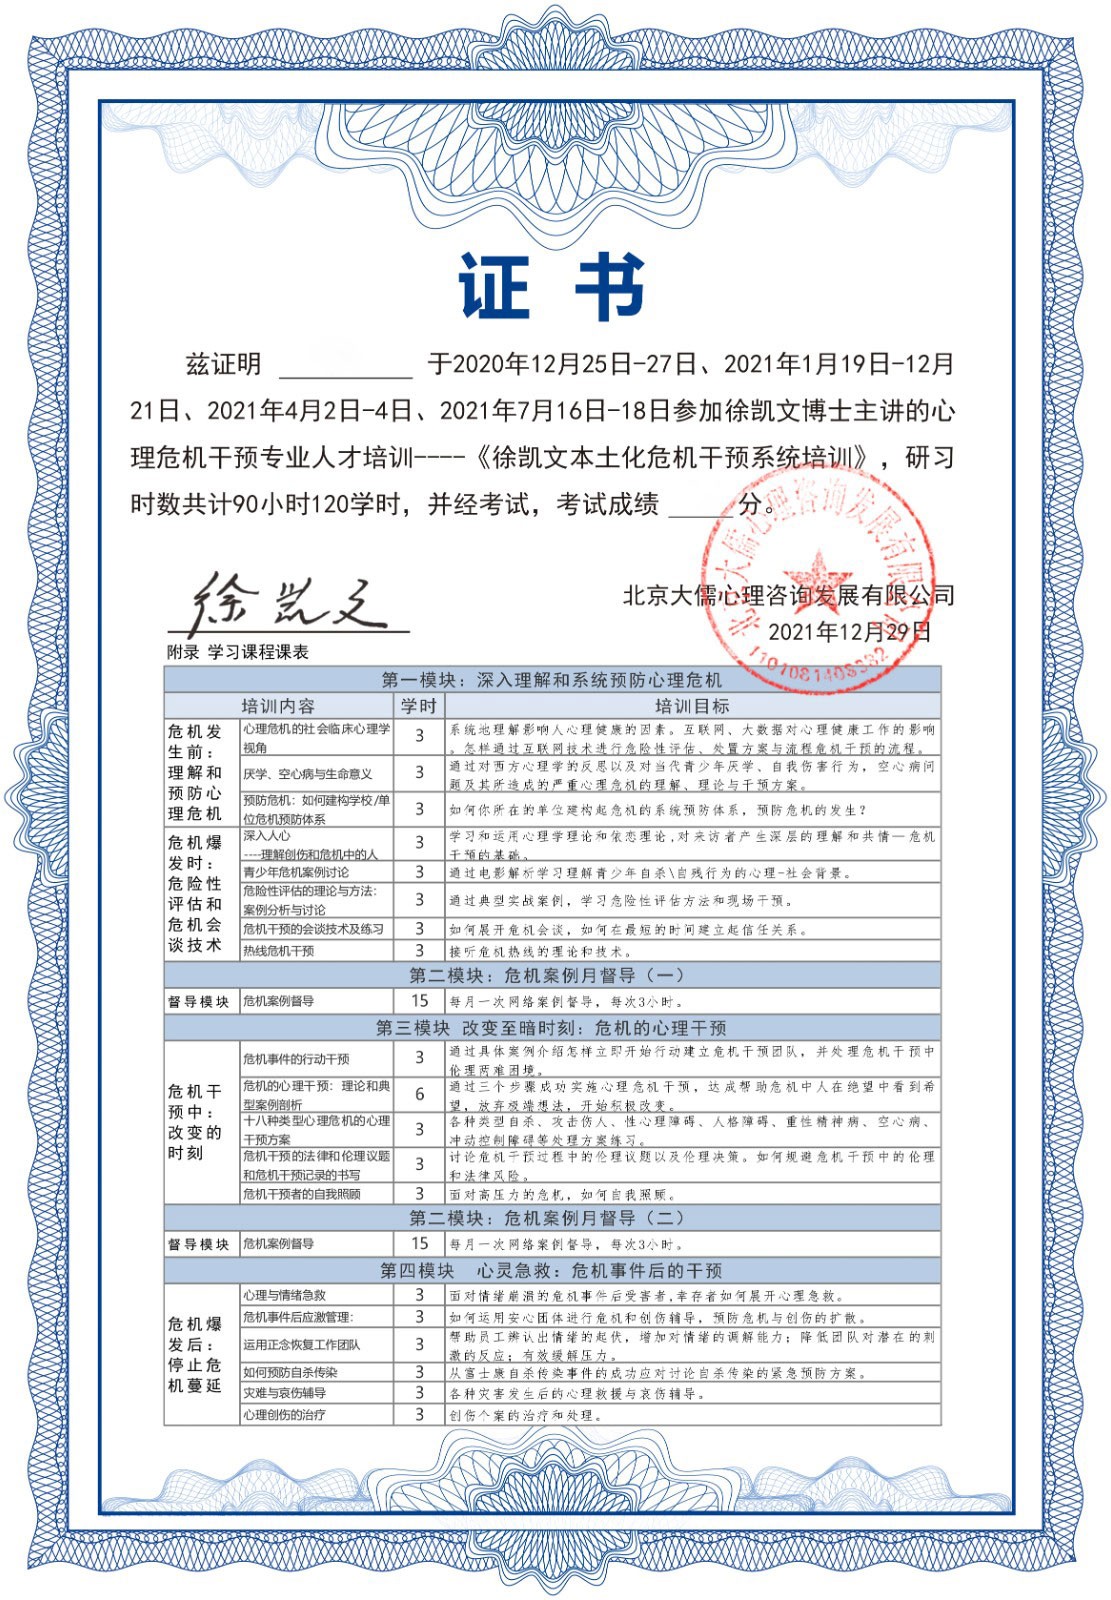 证书
兹证明 ________ 于2020年12月25日-27日、2021年1月19日-12月
21日、2021年4月2日-4日、2021年7月16日-18日参加徐凯文博士主讲的心
理危机干预专业人才培训----《徐凯文本土化危机干预系统培训》，研习
时数共计90小时120学时，并经考试，考试成绩 ____ 分。
徐凯文
北京大儒心理咨询发展有限公司
2021年12月29日
北京大儒心理咨询发展有限公司
附录 学习课程课表
第一模块：深入理解和系统预防心理危机
培训内容 学时 培训目标
危机发
生前：
理解和
预防心
理危机
心理危机的社会临床心理学
视角
3
系统地理解影响人心理健康的因素。互联网、大数据对心理健康工作的影响
。怎样通过互联网技术进行危险性评估、处置方案与流程危机干预的流程。
厌学、空心病与生命意义
3
通过对西方心理学的反思以及对当代青少年厌学、自我伤害行为，空心病问
题及其所造成的严重心理危机的理解、理论与干预方案。
预防危机：如何建构学校/单
位危机预防体系
3
如何你所在的单位建构起危机的系统预防体系，预防危机的发生？
危机爆
发时：
危险性
评估和
危机会
谈技术
深入人心
----理解创伤和危机中的人
3
学习和运用心理学理论和依恋理论,对来访者产生深层的理解和共情—危机
干预的基础。
青少年危机案例讨论
3
通过电影解析学习理解青少年自杀\自残行为的心理-社会背景。
危险性评估的理论与方法：
案例分析与讨论
3
通过典型实战案例，学习危险性评估方法和现场干预。
危机干预的会谈技术及练习
3
如何展开危机会谈，如何在最短的时间建立起信任关系。
热线危机干预
3
接听危机热线的理论和技术。
第二模块：危机案例月督导（一）
督导模块 危机案例督导 15 每月一次网络案例督导，每次3小时。
第三模块 改变至暗时刻：危机的心理干预
危机干
预中：
改变的
时刻
危机事件的行动干预
3
通过具体案例介绍怎样立即开始行动建立危机干预团队，并处理危机干预中
伦理两难困境。
危机的心理干预：理论和典
型案例剖析
6
通过三个步骤成功实施心理危机干预，达成帮助危机中人在绝望中看到希
望，放弃极端想法，开始积极改变。
十八种类型心理危机的心理
干预方案
3
各种类型自杀、攻击伤人、性心理障碍、人格障碍、重性精神病、空心病、
冲动控制障碍等处理方案练习。
危机干预的法律和伦理议题
和危机干预记录的书写
3
讨论危机干预过程中的伦理议题以及伦理决策。如何规避危机干预中的伦理
和法律风险。
危机干预者的自我照顾
3
面对高压力的危机，如何自我照顾。
第二模块：危机案例月督导（二）
督导模块 危机案例督导 15 每月一次网络案例督导，每次3小时。
第四模块 心灵急救：危机事件后的干预
危机爆
发后：
停止危
机蔓延
心理与情绪急救
3
面对情绪崩溃的危机事件后受害者,幸存者如何展开心理急救。
危机事件后应激管理：
3
如何运用安心团体进行危机和创伤辅导，预防危机与创伤的扩散。
运用正念恢复工作团队
3
帮助员工辨认出情绪的起伏，增加对情绪的调解能力；降低团队对潜在的刺
激的反应；有效缓解压力。
如何预防自杀传染
3
从富士康自杀传染事件的成功应对讨论自杀传染的紧急预防方案。
灾难与哀伤辅导
3
各种灾害发生后的心理救援与哀伤辅导。
心理创伤的治疗
3
创伤个案的治疗和处理。